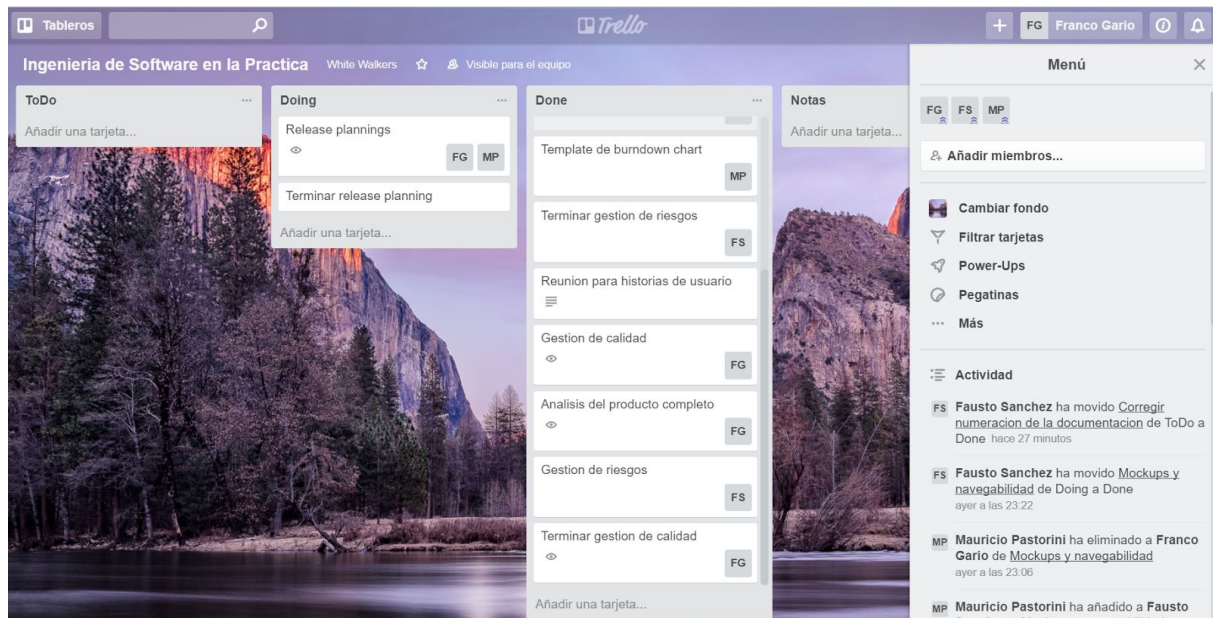 Tableros
Trello
FG Franco Gario
Ingenieria de Software en la Practica White Walkers Visible para el equipo
ToDo
Añadir una tarjeta...
Doing
Release plannings
FG MP
Terminar release planning
Añadir una tarjeta...
Done
Template de burndown chart
MP
Terminar gestion de riesgos
FS
Reunion para historias de usuario
Gestion de calidad
FG
Analisis del producto completo
FG
Gestion de riesgos
FS
Terminar gestion de calidad
FG
Añadir una tarjeta...
Notas
Añadir una tarjeta...
Menú
FG FS MP
Añadir miembros...
Cambiar fondo
Filtrar tarjetas
Power-Ups
Pegatinas
Más
Actividad
FS Fausto Sanchez ha movido Corregir
numeracion de la documentacion de ToDo a
Done hace 27 minutos
FS Fausto Sanchez ha movido Mockups y
navegabilidad de Doing a Done
ayer a las 23:22
MP Mauricio Pastorini ha eliminado a Franco
Gario de Mockups y navegabilidad
ayer a las 23:06
MP Mauricio Pastorini ha añadido a Fausto